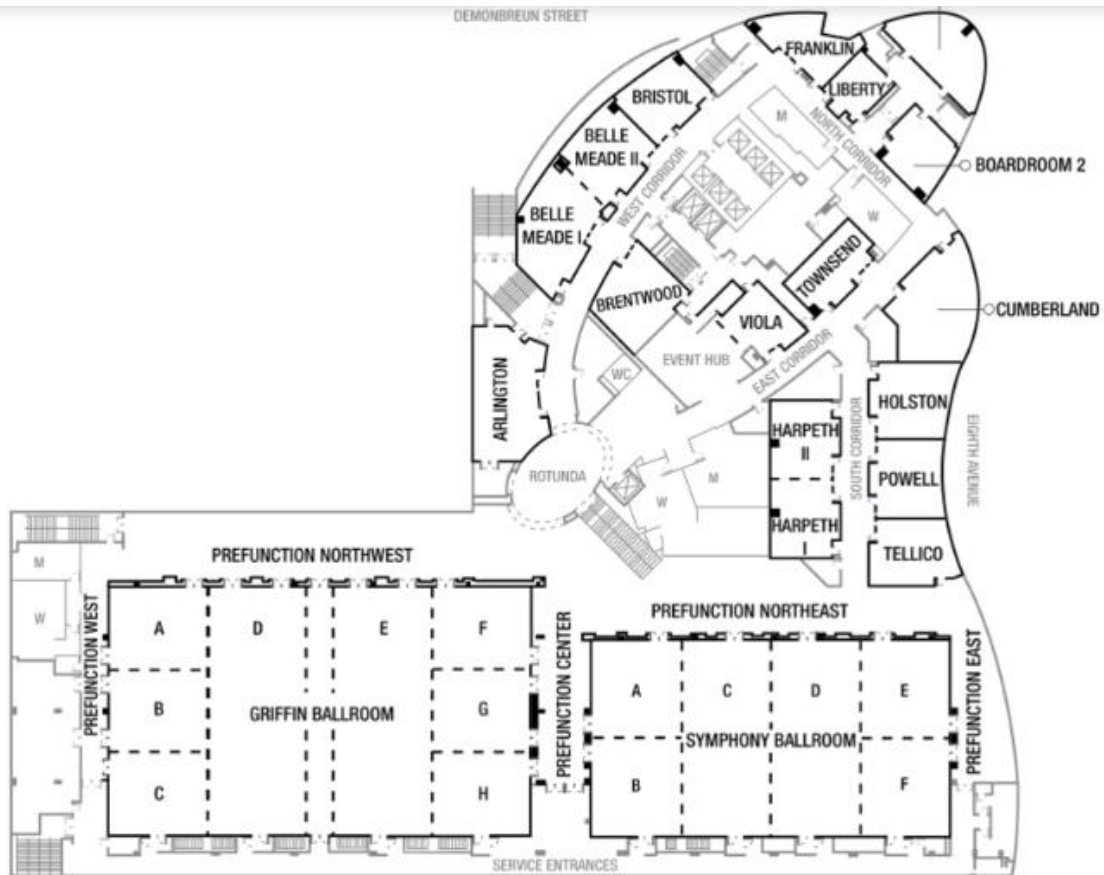 DEMONBREUN STREET
FRANKLIN
LIBERTY
BRISTOL
M
NORTH CORRIDOR
BELLE
MEADE II
BOARDROOM 2
WEST CORRIDOR
W
BELLE
MEADE I
TOWNSEND
BRENTWOOD
VIOLA
CUMBERLAND
EVENT HUB
EAST CORRIDOR
WC
ARLINGTON
HOLSTON
HARPETH
II
SOUTH CORRIDOR
EIGHTH AVENUE
ROTUNDA
M
POWELL
W
HARPETH
I
TELLICO
PREFUNCTION NORTHWEST
M
W
PREFUNCTION WEST
A
D
E
F
B
GRIFFIN BALLROOM
G
C
H
PREFUNCTION CENTER
PREFUNCTION NORTHEAST
A
C
D
E
SYMPHONY BALLROOM
B
F
PREFUNCTION EAST
SERVICE ENTRANCES